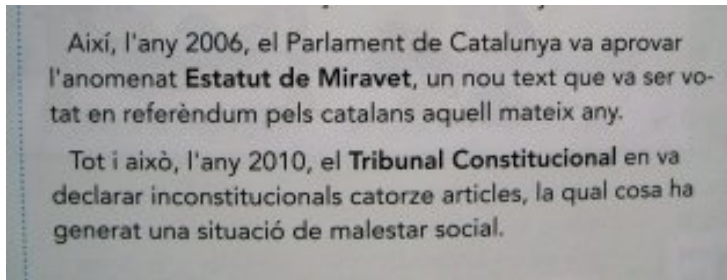 Així, l'any 2006, el Parlament de Catalunya va aprovar
l'anomenat Estatut de Miravet, un nou text que va ser vo-
tat en referèndum pels catalans aquell mateix any.
Tot i això, l'any 2010, el Tribunal Constitucional en va
declarar inconstitucionals catorze articles, la qual cosa ha
generat una situació de malestar social.